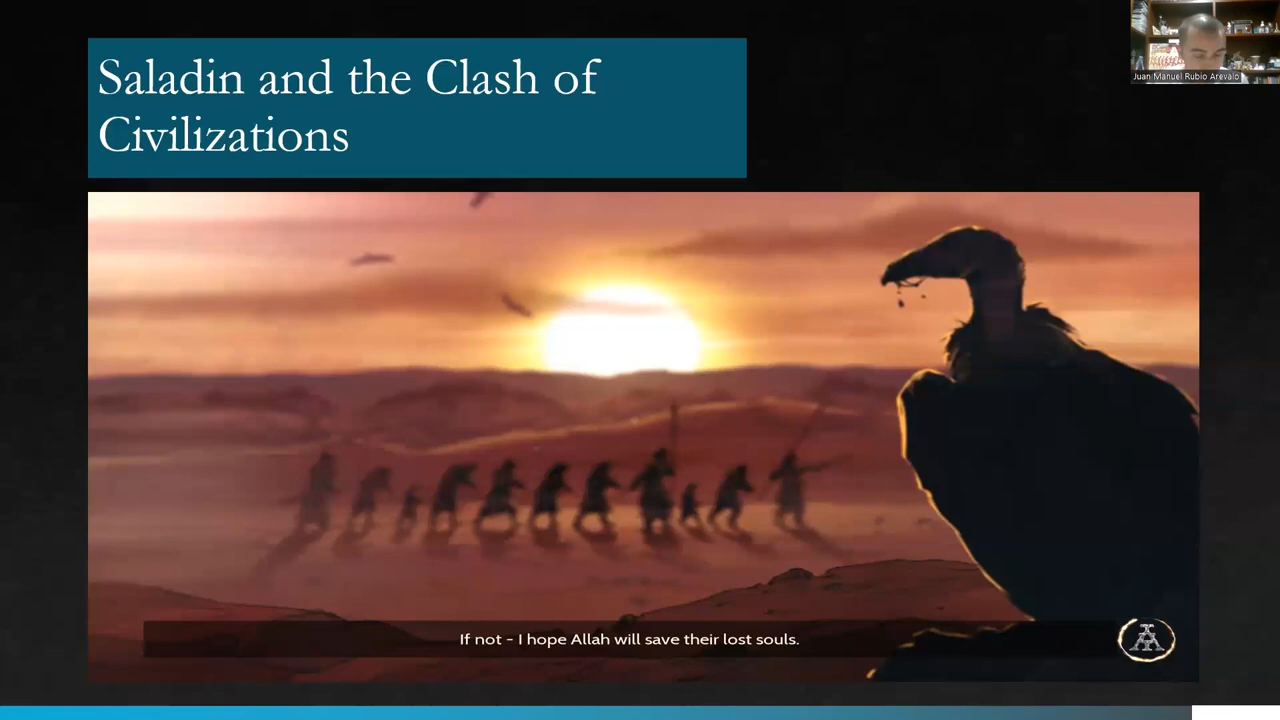 Saladin and the Clash of
Civilizations
Juan Manuel Rubio Arevalo
If not - I hope Allah will save their lost souls.